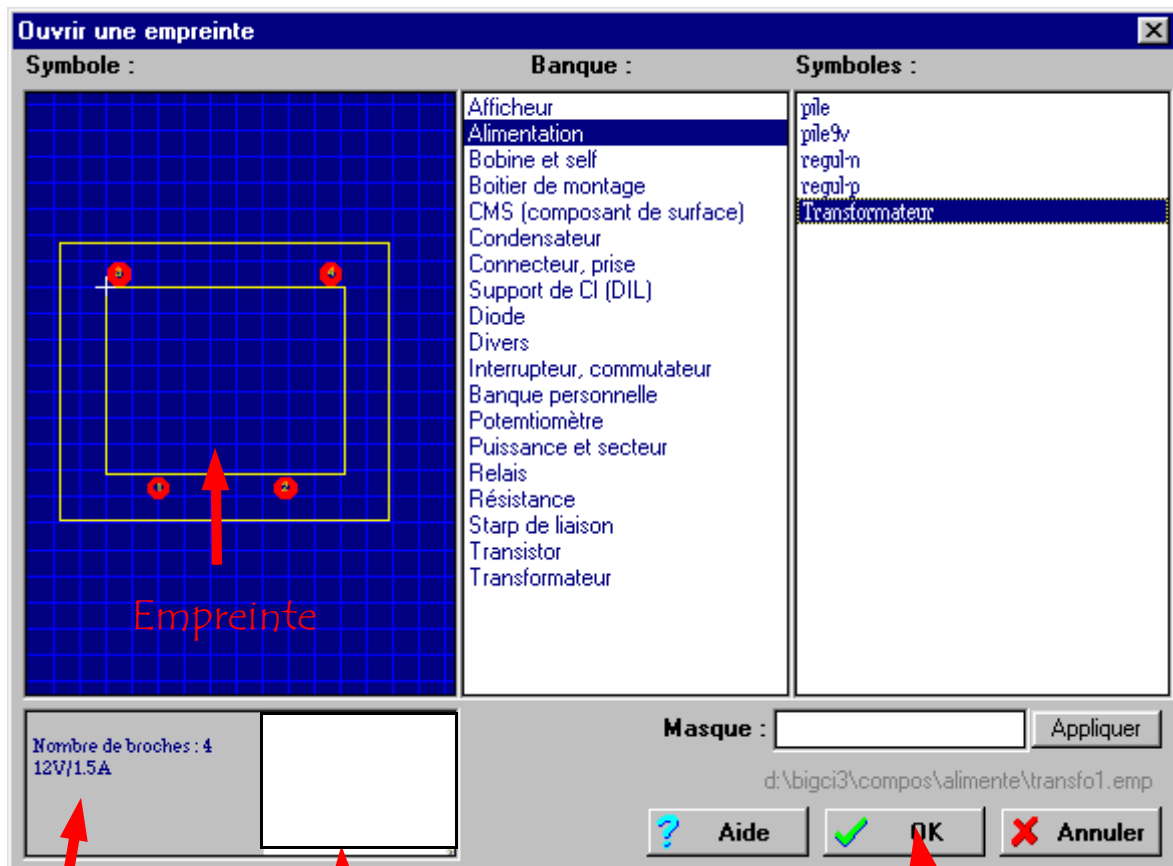 Ouvrir une empreinte
Symbole :
Banque :
Symboles :
3
4
2
Empreinte
Afficheur
Alimentation
Bobine et self
Boitier de montage
CMS (composant de surface)
Condensateur
Connecteur, prise
Support de CI (DIL)
Diode
Divers
Interrupteur, commutateur
Banque personnelle
Potemtiomètre
Puissance et secteur
Relais
Résistance
Starp de liaison
Transistor
Transformateur
pile
pile9v
regul-n
regul-p
Transformateur
Nombre de broches : 4
12V/1.5A
Masque :
Appliquer
d:\bigci3\compos\alimente\transfo1.emp
? Aide
OK
Annuler